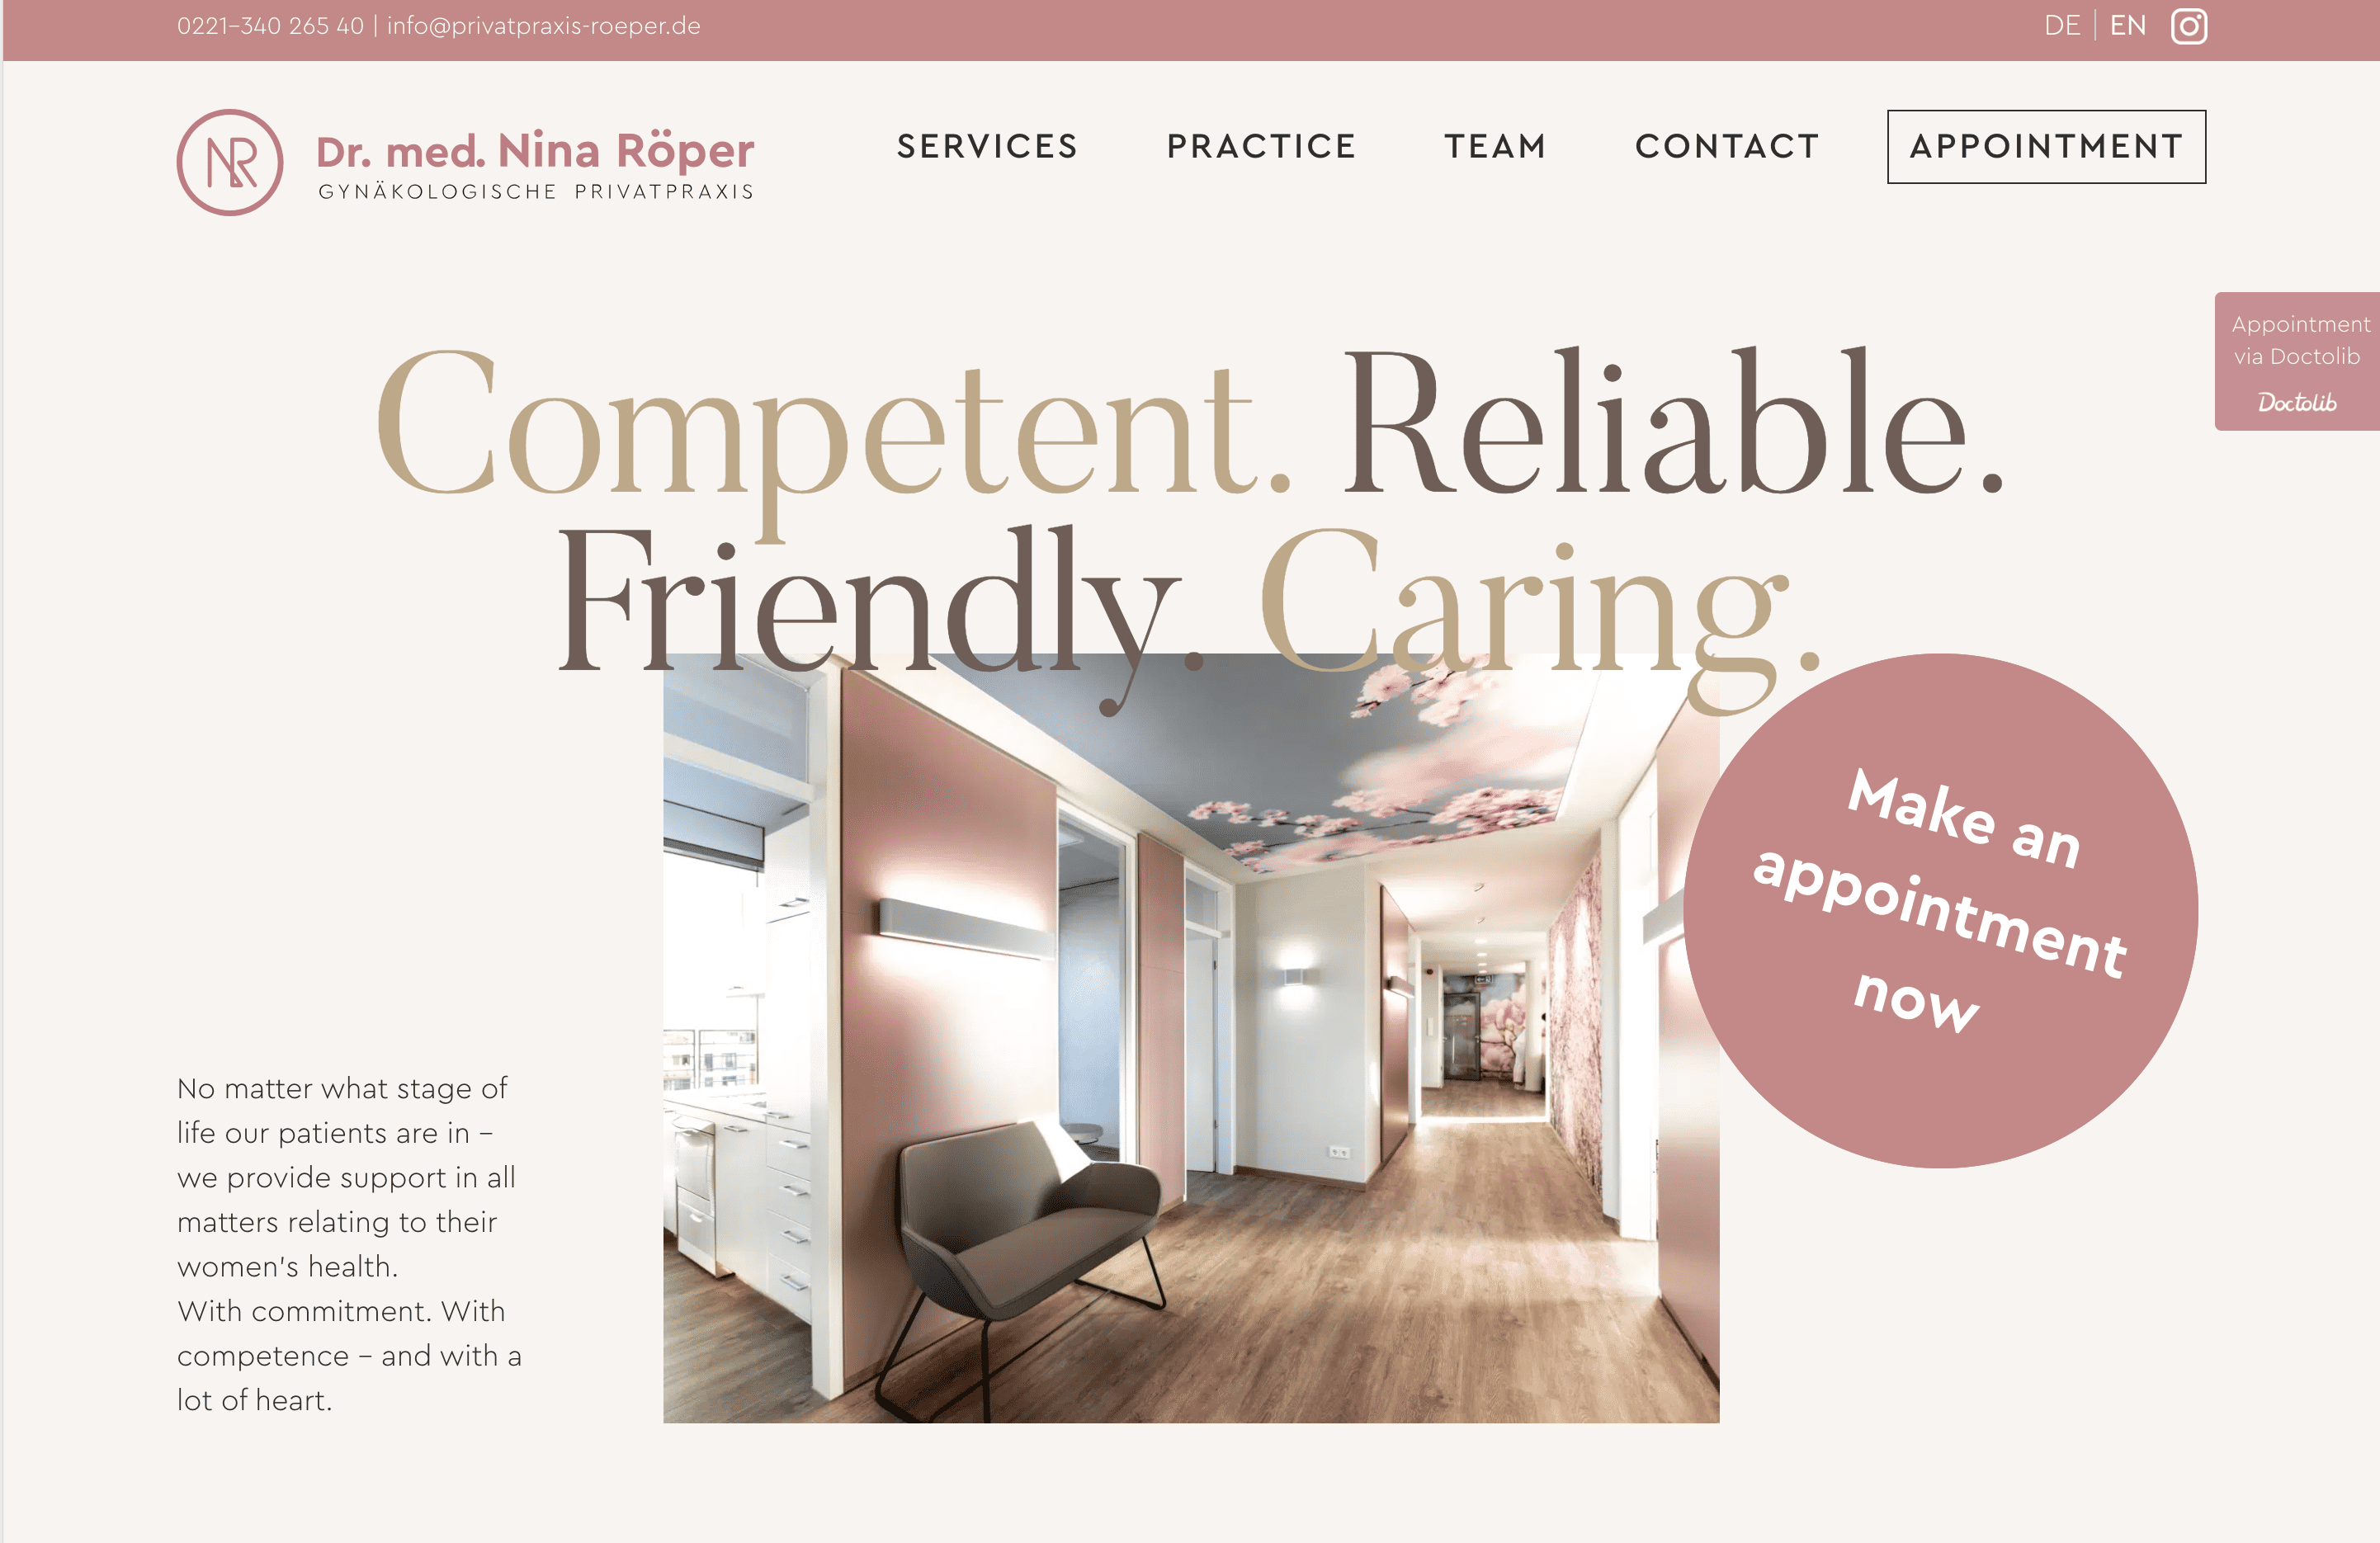 0221-340 265 40 | info@privatpraxis-roeper.de
DE | EN
NR
Dr. med. Nina Röper
GYNÄKOLOGISCHE PRIVATPRAXIS
SERVICES
PRACTICE
TEAM
CONTACT
APPOINTMENT
Appointment
via Doctolib
Doctolib
Competent. Reliable.
Friendly. Caring.
Make an
appointment
now
No matter what stage of
life our patients are in –
we provide support in all
matters relating to their
women's health.
With commitment. With
competence – and with a
lot of heart.